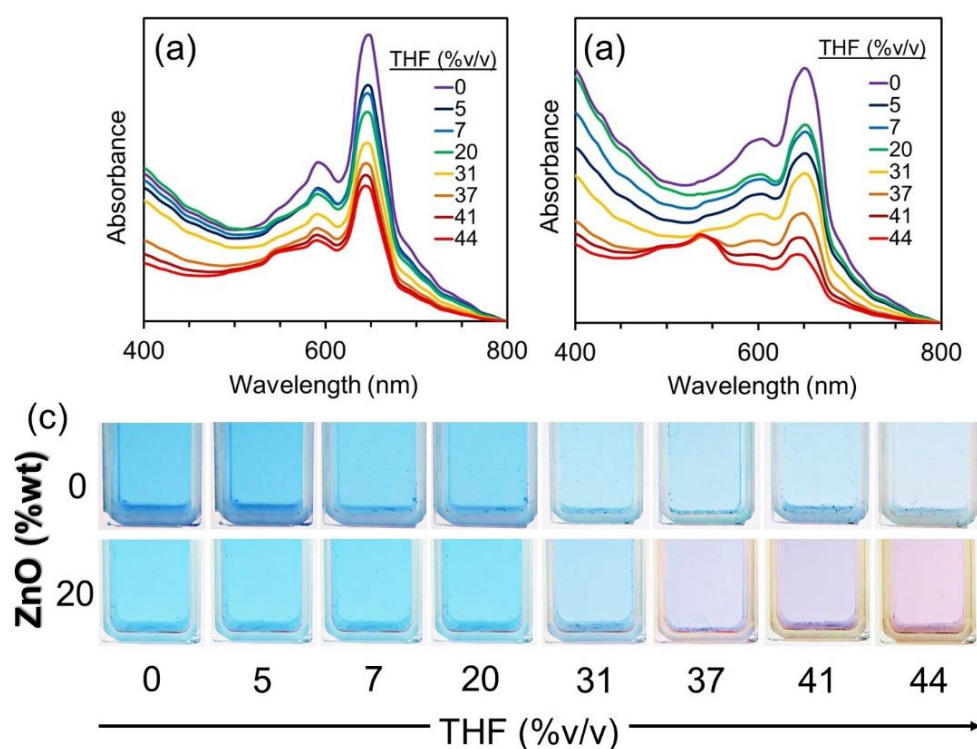 (a)
THF (%v/v)
0
5
7
20
31
37
41
44
Absorbance
400
600
800
Wavelength (nm)
(a)
THF (%v/v)
0
5
7
20
31
37
41
44
Absorbance
400
600
800
Wavelength (nm)
(c)
ZnO (%wt)
0
20
0 5 7 20 31 37 41 44
THF (%v/v)